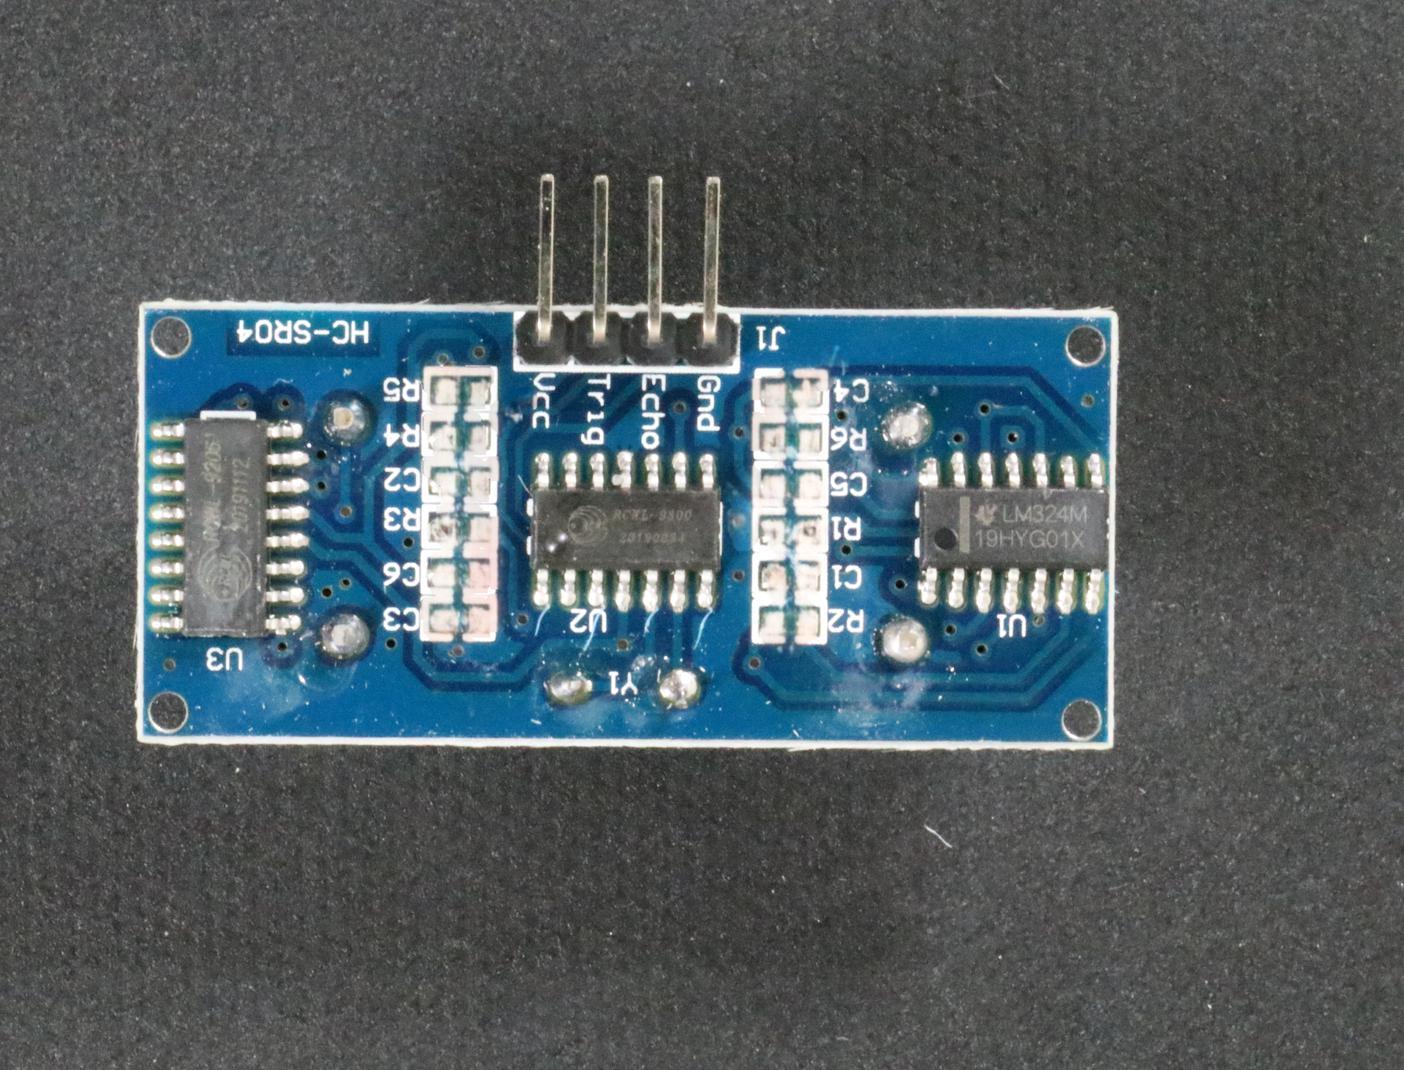 HC-SR04
J1
Vcc
Trig
Echo
Gnd
R5
R4
C2
R3
C6
C3
C4
R6
C5
R1
C1
R2
20191112
U3
U2
LM324M
19HYG01X
U1
Y1